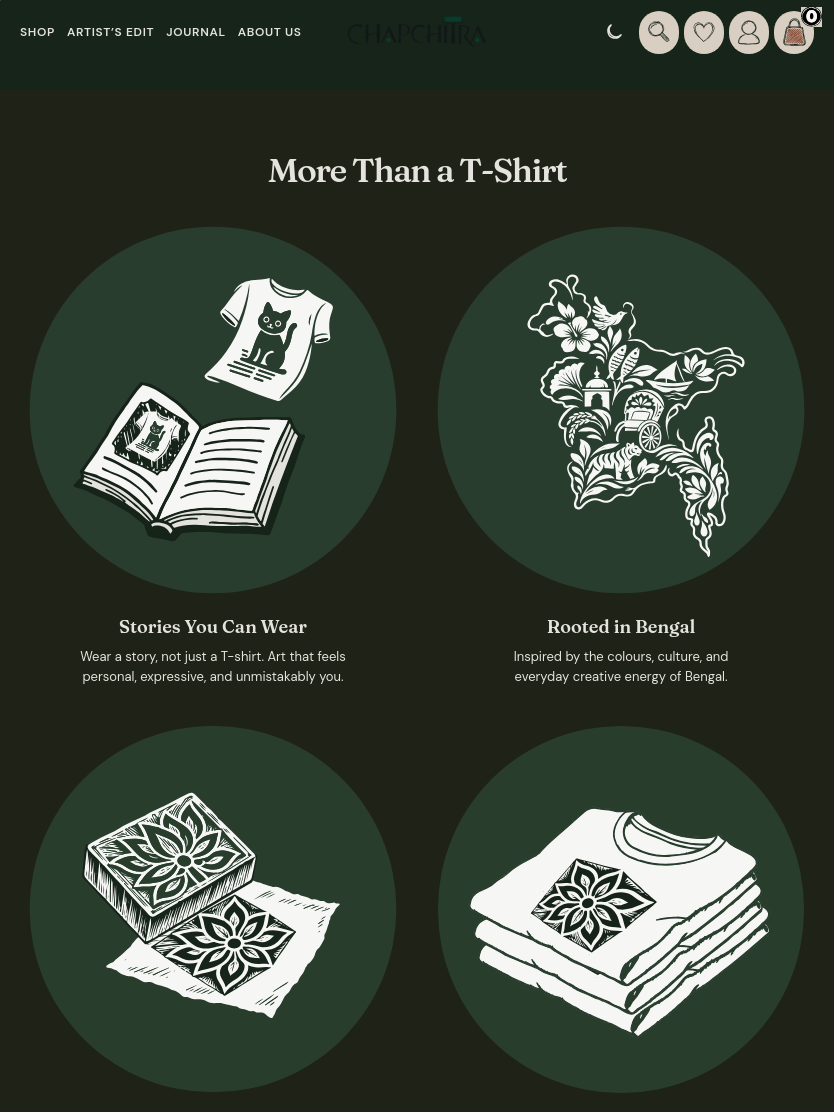 SHOP ARTIST'S EDIT JOURNAL ABOUT US CHAPCHITRA 0
More Than a T-Shirt
Stories You Can Wear
Wear a story, not just a T-shirt. Art that feels
personal, expressive, and unmistakably you.
Rooted in Bengal
Inspired by the colours, culture, and
everyday creative energy of Bengal.